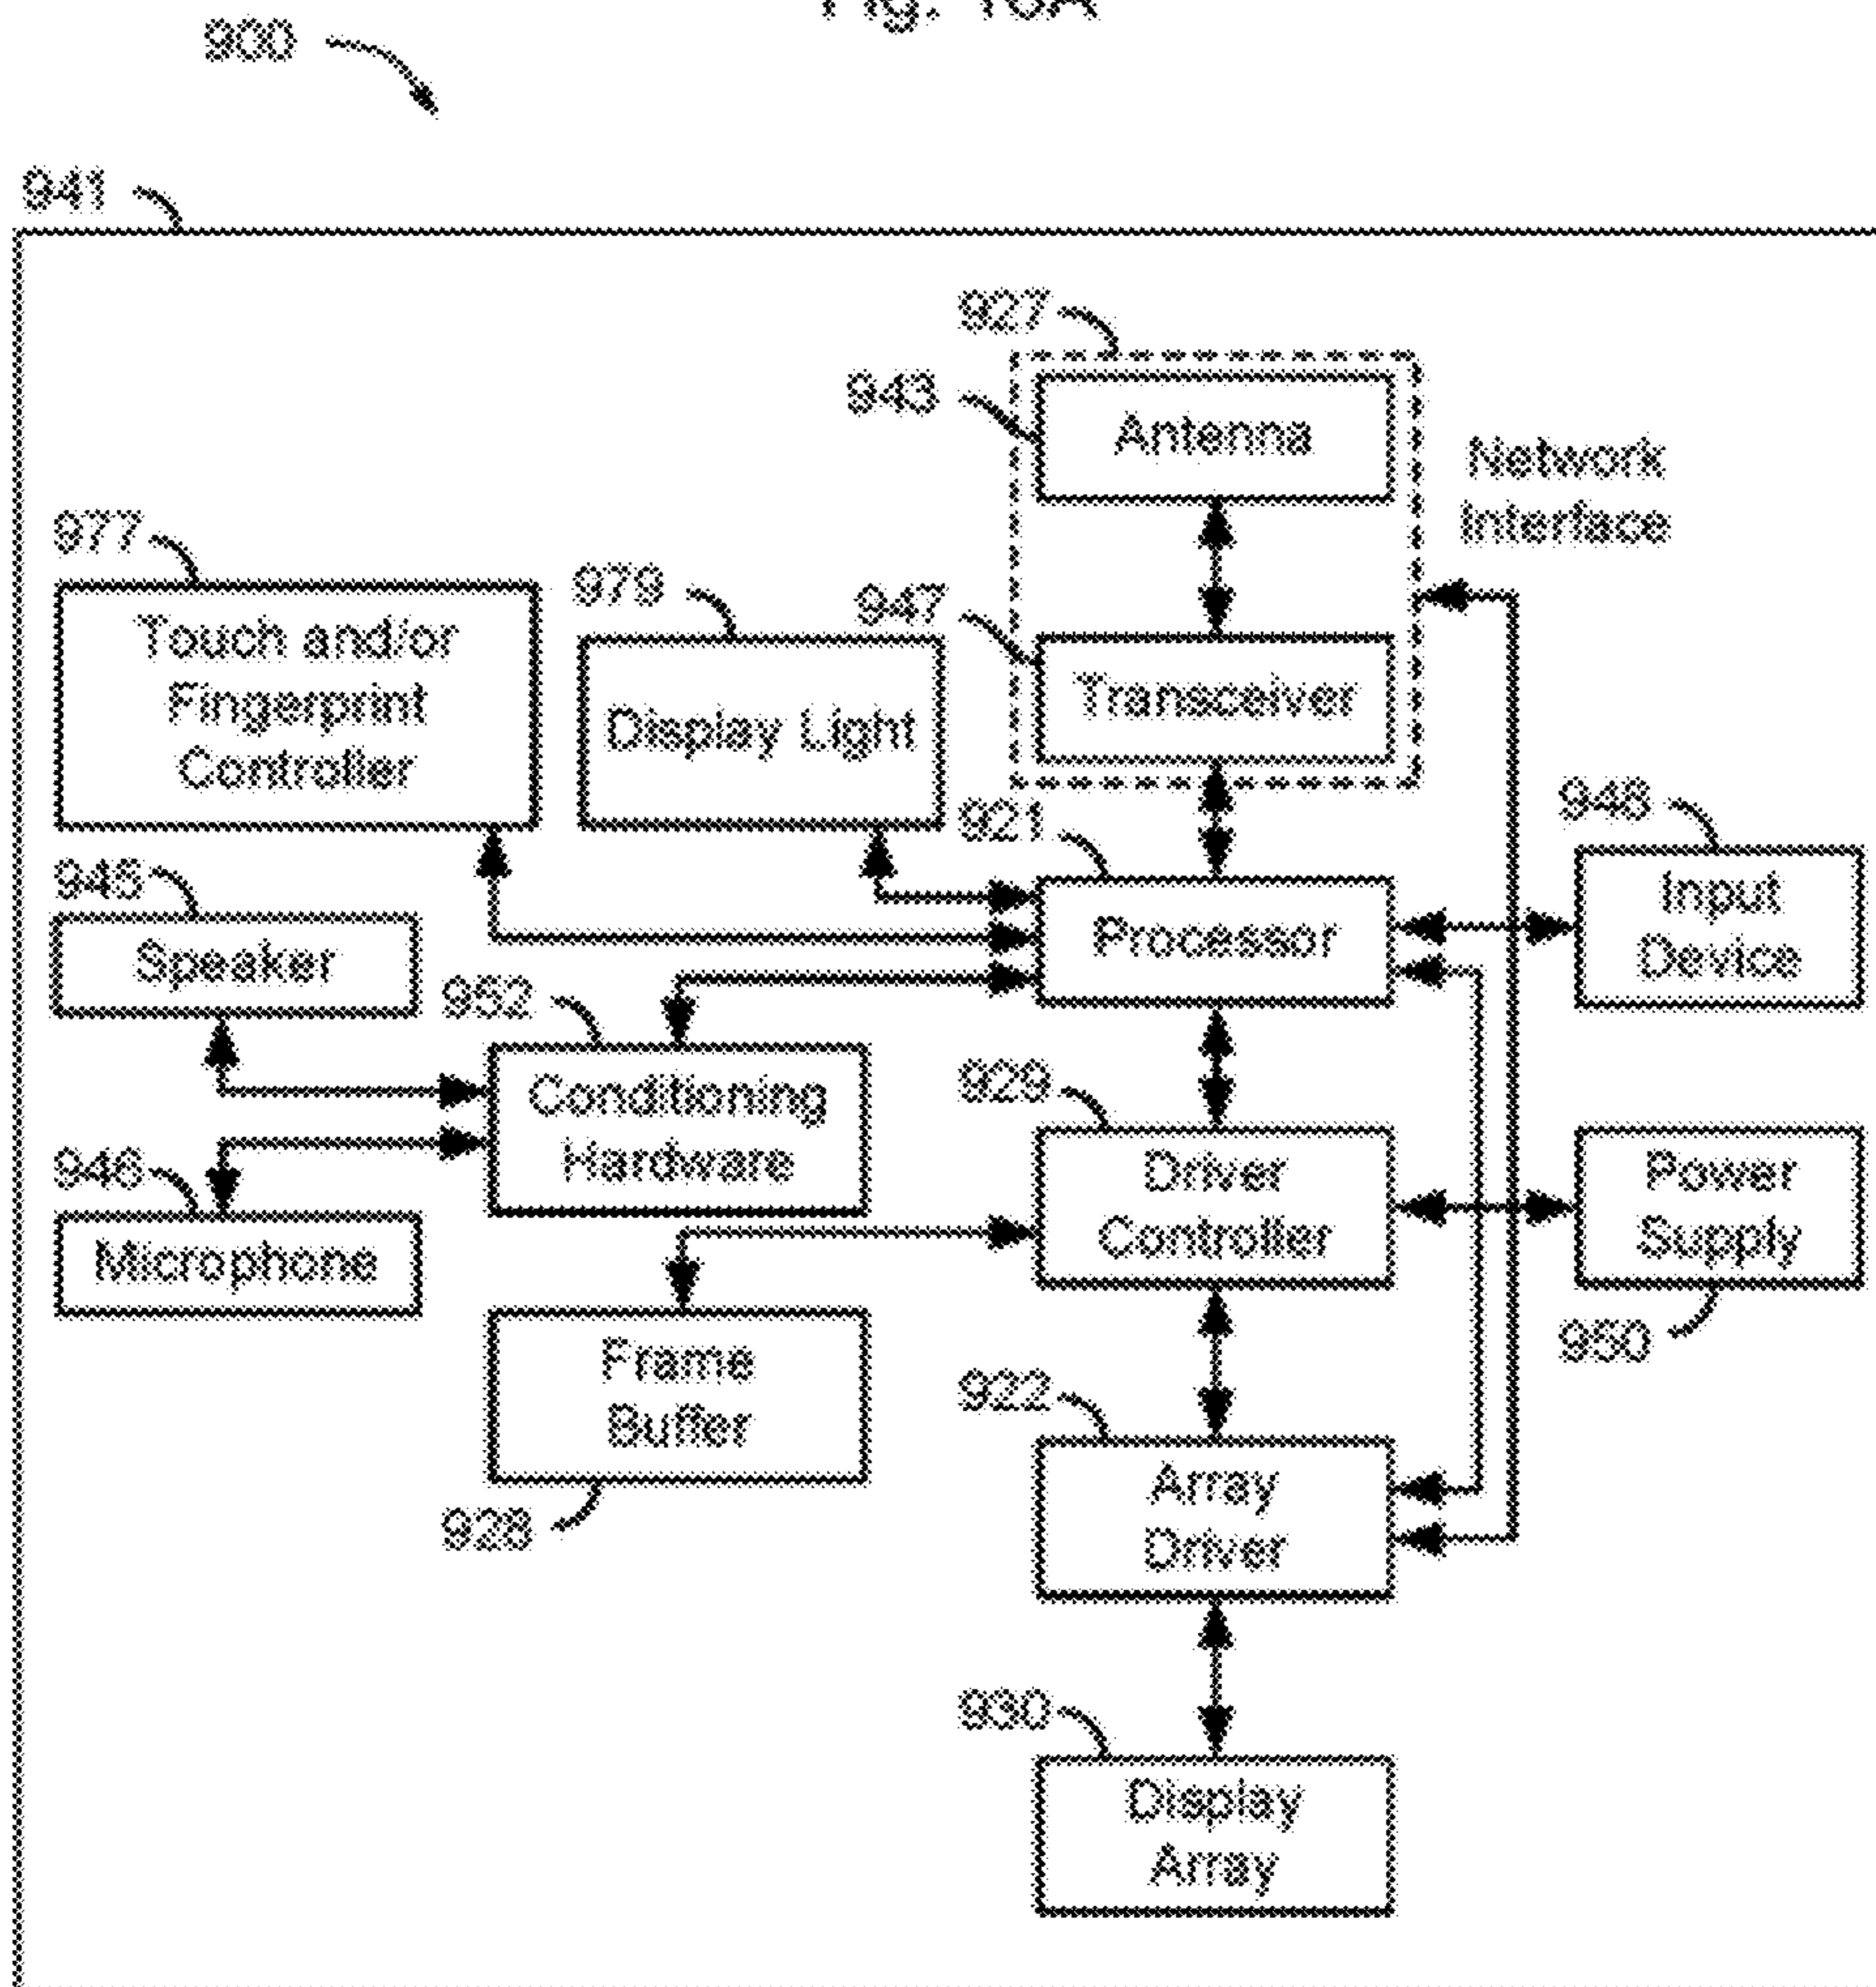 Fig. 16A
900
941
927
943
Antenna
Network
Interface
977
Touch and/or
Fingerprint
Controller
979
Display Light
947
Transceiver
921
Processor
948
Input
Device
945
Speaker
952
Conditioning
Hardware
929
Driver
Controller
Power
Supply
950
946
Microphone
Frame
Buffer
928
922
Array
Driver
930
Display
Array